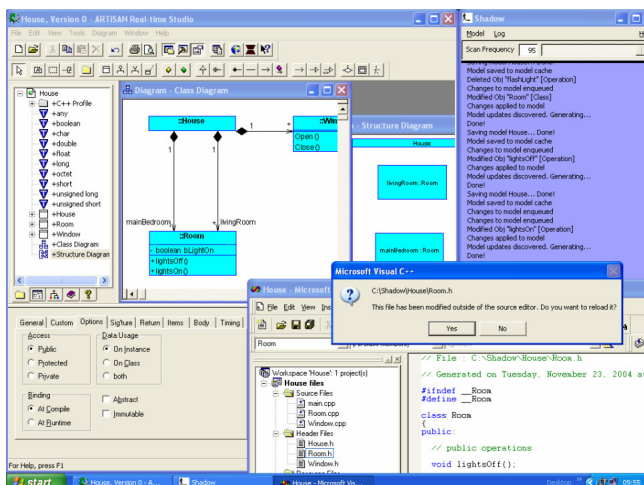 House, Version 0 - ARTiSAN Real-time Studio
File Edit View Tools Diagram Window Help
House
+C++ Profile
+any
+boolean
+char
+double
+float
+long
+octet
+short
+unsigned long
+unsigned short
+House
+Room
+Window
+Class Diagram
+Structure Diagram
Diagram - Class Diagram
::House
1
*
::Win
Open ()
Close()
1
1
mainBedroom
*
livingRoom
::Room
- boolean bLightOn
+lightsOff()
+lightsOn()
- Structure Diagram
House
livingRoom : Room
mainBedroom : Room
Shadow
Model Log
Scan Frequency 95
Model saved to model cache
Deleted Obj "flashLight" [Operation]
Changes to model enqueued
Modified Obj "Room" [Class]
Changes applied to model
Model updates discovered. Generating...
Done!
Saving model House... Done!
Changes to model enqueued
Modified Obj "lightsOff" [Operation]
Changes applied to model
Model updates discovered. Generating...
Done!
Saving model House... Done!
Changes to model enqueued
Modified Obj "lightsOn" [Operation]
Changes applied to model
Model updates discovered. Generating...
Done!
Microsoft Visual C++
C:\Shadow\House\Room.h
This file has been modified outside of the source editor. Do you want to reload it?
Yes No
General Custom Options Sig'ture Return Items Body Timing
Access
Public
Protected
Private
Data Usage
On Instance
On Class
both
Binding
At Compile
At Runtime
Abstract
Immutable
For Help, press F1
House - Microsof
File Edit View Ins
Room
Workspace 'House': 1 project(s)
House files
Source Files
main.cpp
Room.cpp
Window.cpp
Header Files
House.h
Room.h
Window.h
// File : C:\Shadow\House\Room.h
// Generated on Tuesday, November 23, 2004 at
#ifndef __Room
#define __Room
class Room
{
public:
// public operations
void lightsOff();
start
House, Version 0 - A...
Shadow
House - Microsoft Vis...
Desktop
09:55